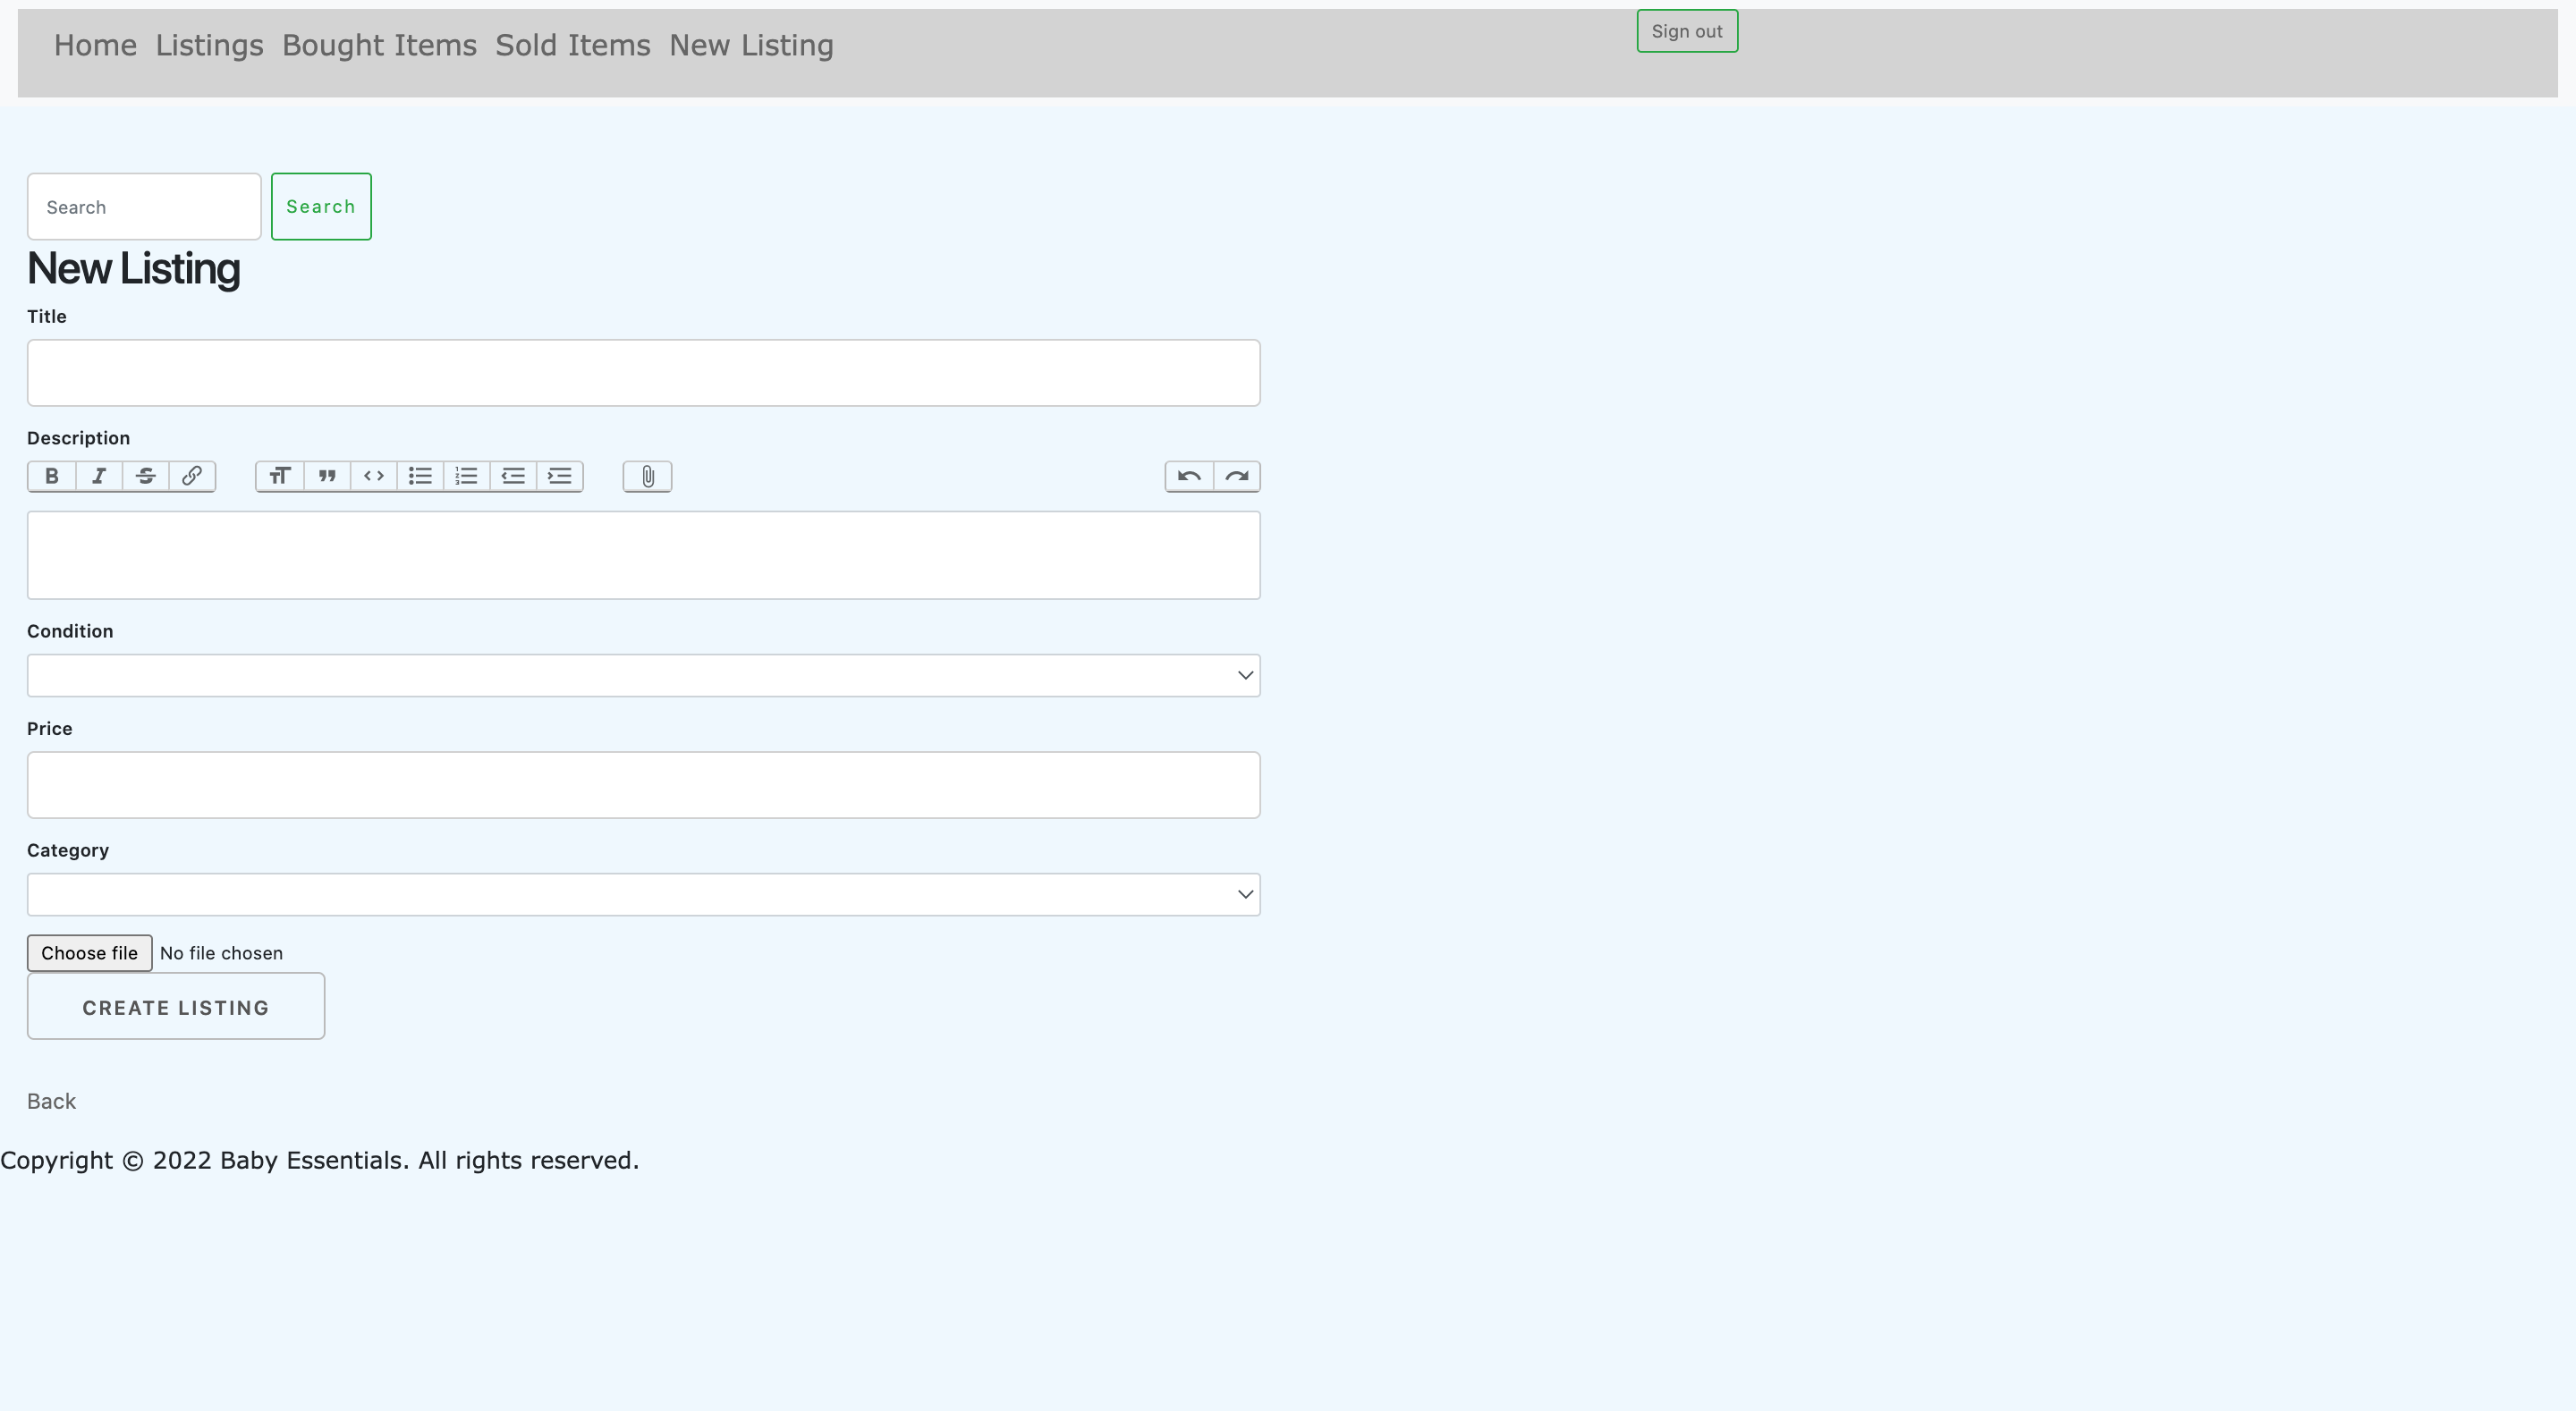 Home Listings Bought Items Sold Items New Listing Sign out
Search Search
New Listing
Title
Description
Condition
Price
Category
Choose file No file chosen
CREATE LISTING
Back
Copyright © 2022 Baby Essentials. All rights reserved.